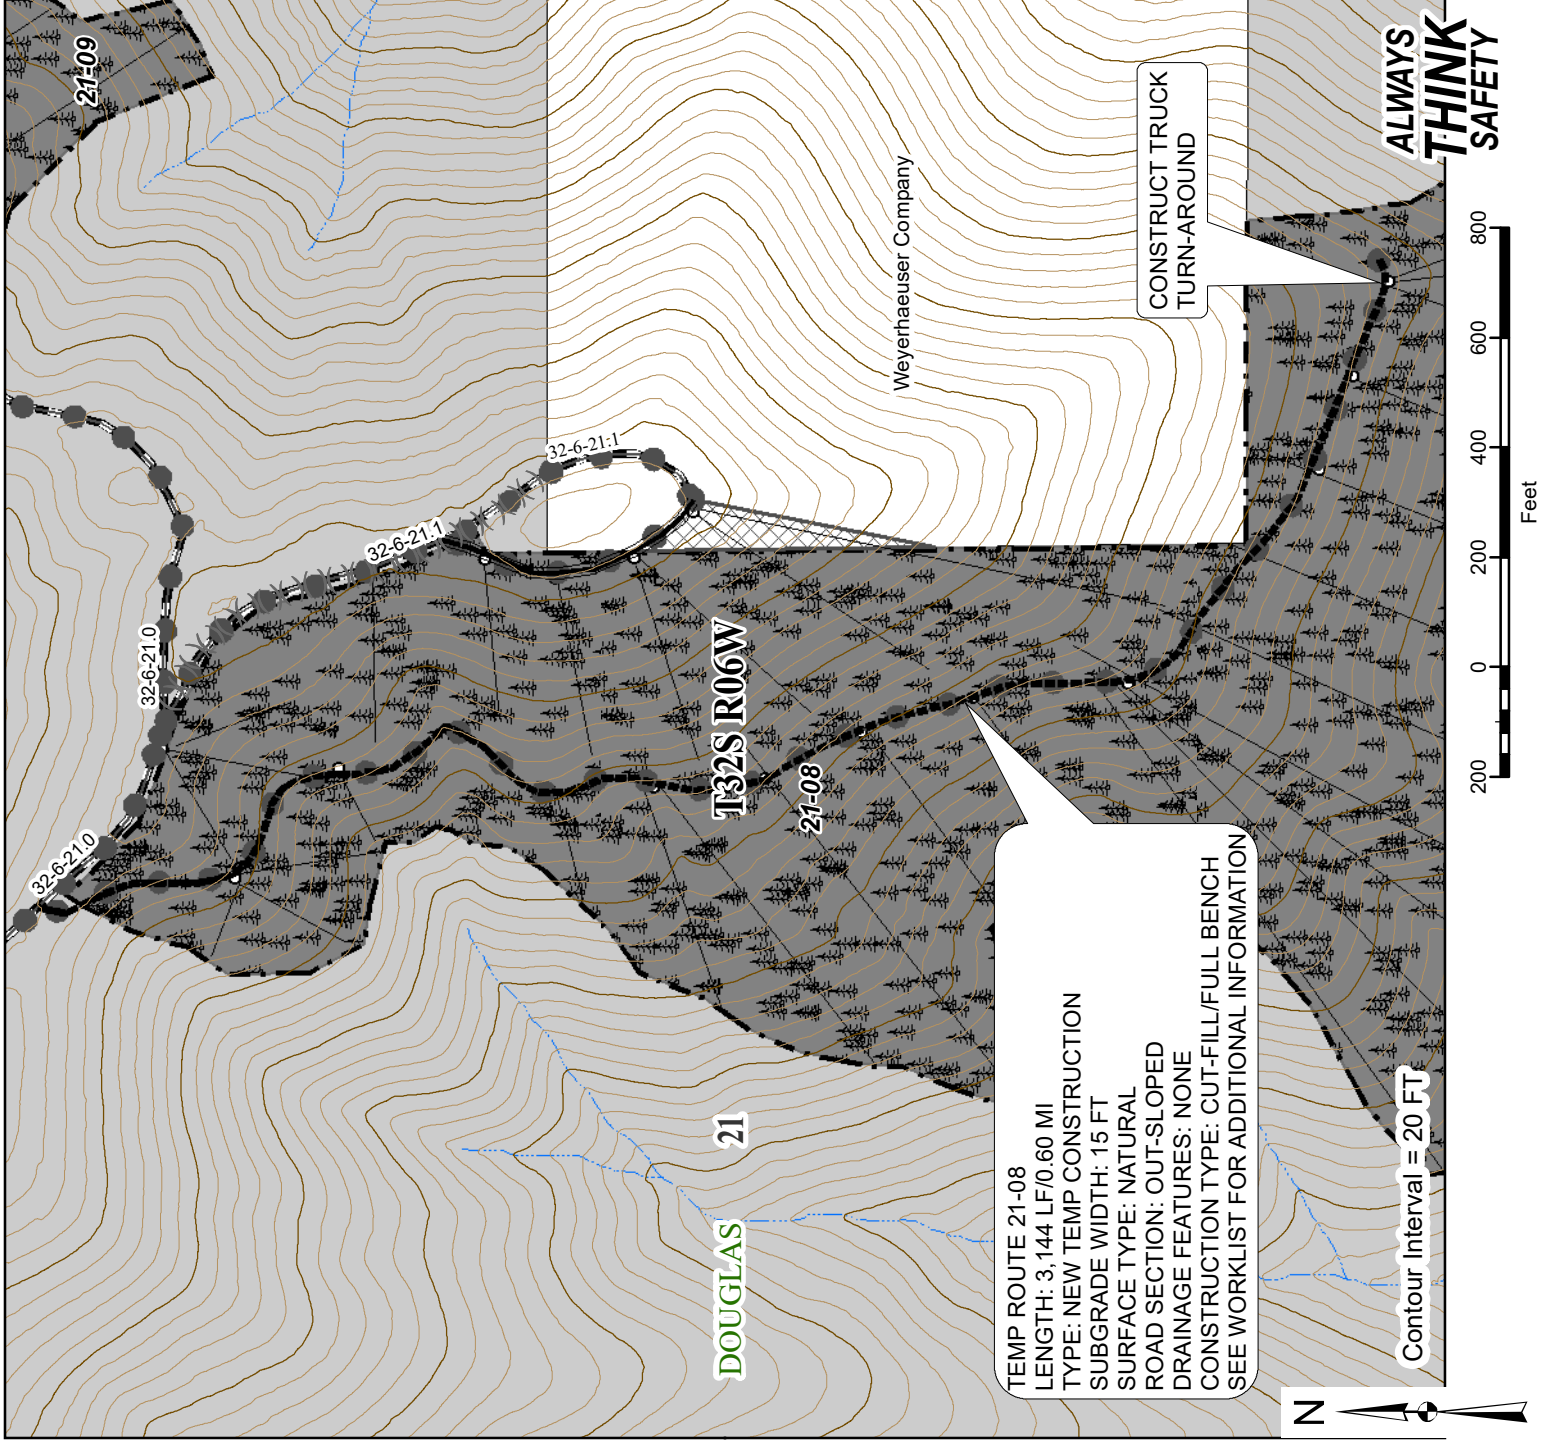 21-09
32-6-21.0
32-6-21.0
32-6-21.1
32-6-21:1
Weyerhaeuser Company
T32S R06W
21-08
21
DOUGLAS
CONSTRUCT TRUCK
TURN-AROUND
TEMP ROUTE 21-08
LENGTH: 3,144 LF/0.60 MI
TYPE: NEW TEMP CONSTRUCTION
SUBGRADE WIDTH: 15 FT
SURFACE TYPE: NATURAL
ROAD SECTION: OUT-SLOPED
DRAINAGE FEATURES: NONE
CONSTRUCTION TYPE: CUT-FILL/FULL BENCH
SEE WORKLIST FOR ADDITIONAL INFORMATION
Contour Interval = 20 FT
ALWAYS
THINK
SAFETY
N
200 0 200 400 600 800
Feet